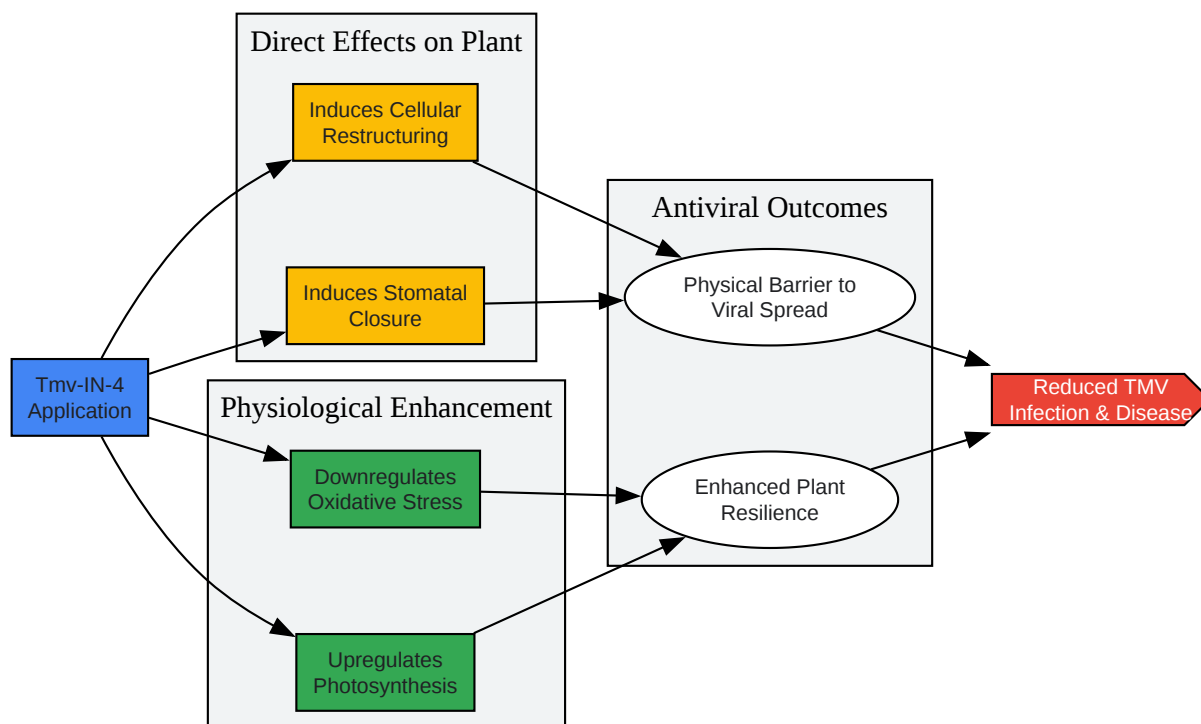 Direct Effects on Plant
Induces Cellular
Restructuring
Induces Stomatal
Closure
Tmv-IN-4
Application
Physiological Enhancement
Downregulates
Oxidative Stress
Upregulates
Photosynthesis
Antiviral Outcomes
Physical Barrier to
Viral Spread
Enhanced Plant
Resilience
Reduced TMV
Infection & Disease